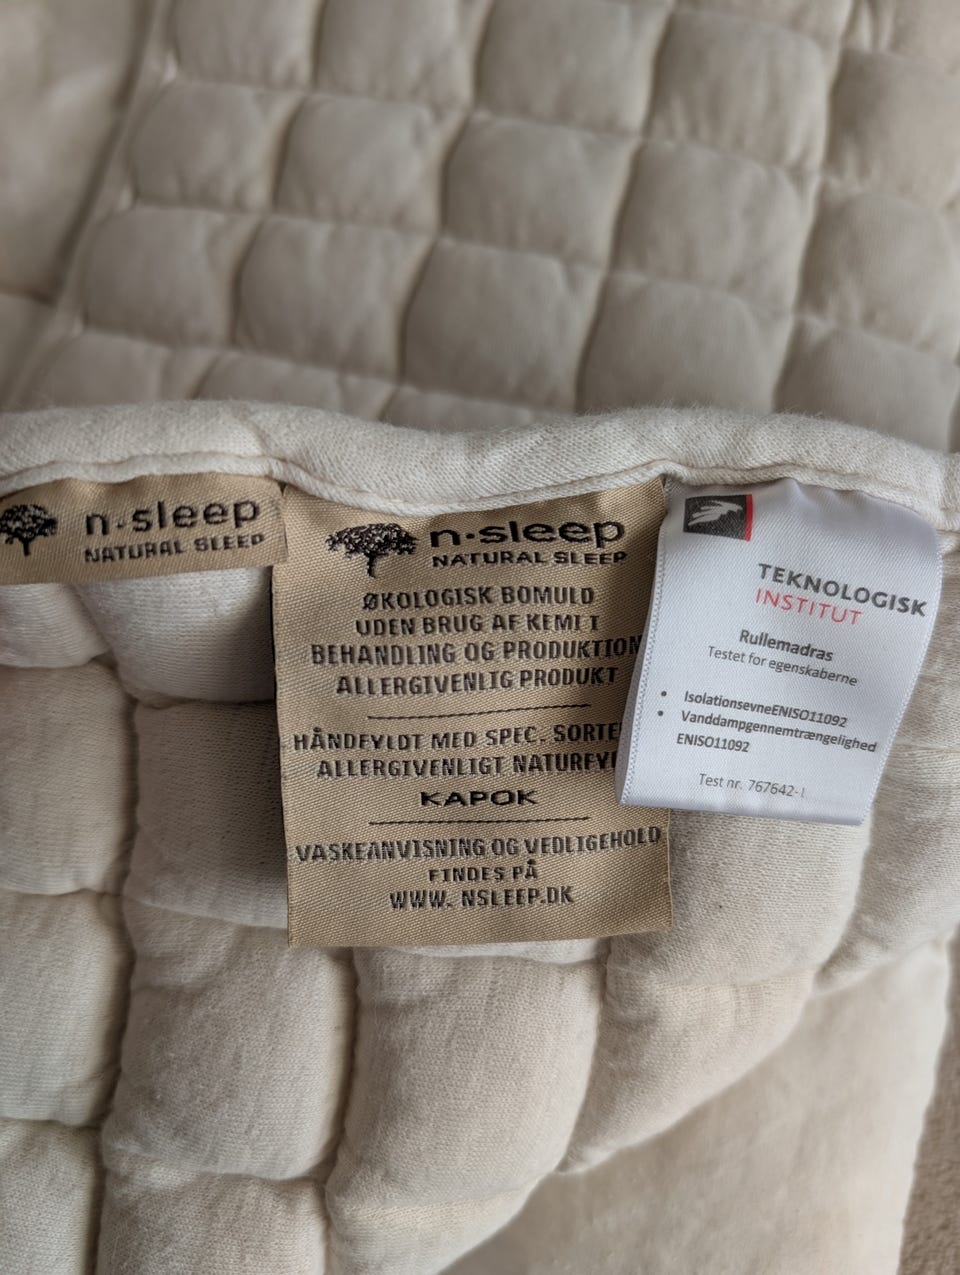 n·sleep
NATURAL SLEEP
n·sleep
NATURAL SLEEP
ØKOLOGISK BOMULD
UDEN BRUG AF KEMI I
BEHANDLING OG PRODUKTION
ALLERGIVENLIG PRODUKT
HÅNDFYLDT MED SPEC. SORTE
ALLERGIVENLIGT NATURFY
KAPOK
VASKEANVISNING OG VEDLIGEHOLD
FINDES PÅ
WWW. NSLEEP.DK
TEKNOLOGISK
INSTITUT
Rullemadras
Testet for egenskaberne
• IsolationsevneENISO11092
• Vanddampgennemtrængelighed
ENISO11092
Test nr. 767642-1